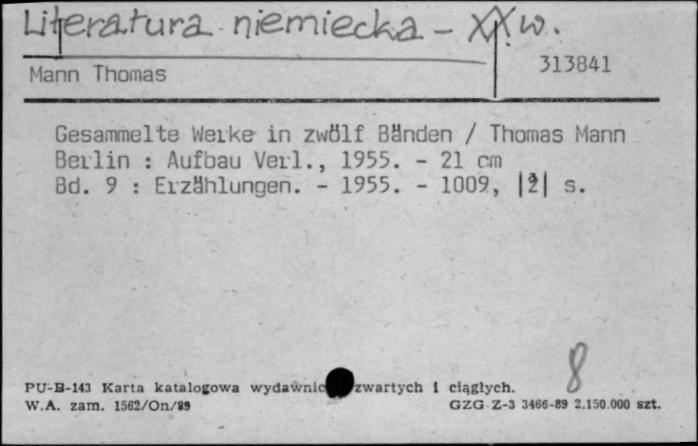 Literatura niemiecka - XX w.
Mann Thomas
313841
Gesammelte Werke in zwölf Bänden / Thomas Mann
Berlin : Aufbau Verl., 1955. - 21 cm
Bd. 9 : Erzählungen. - 1955. - 1009, |2| s.
8
PU-B-143 Karta katalogowa wydawnic zwartych i ciągłych.
W.A. zam. 1562/On/89
GZG Z-3 3466-89 2.150.000 szt.